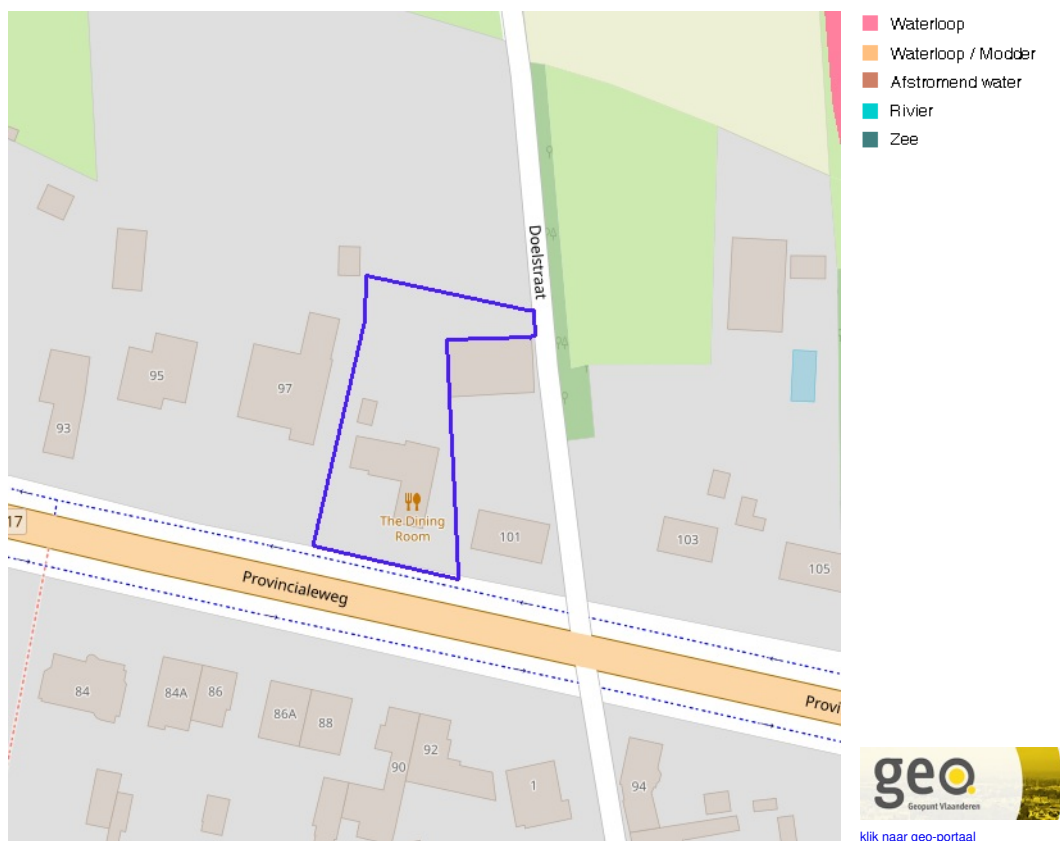 Waterloop
Waterloop / Modder
Afstromend water
Rivier
Zee
Doelstraat
95
97
93
The Dining
Room
101
103
105
17
Provincialeweg
Provi
84
84A
86
86A
88
90
92
1
94
geo
Geopunt Vlaanderen
klik naar geo-portaal